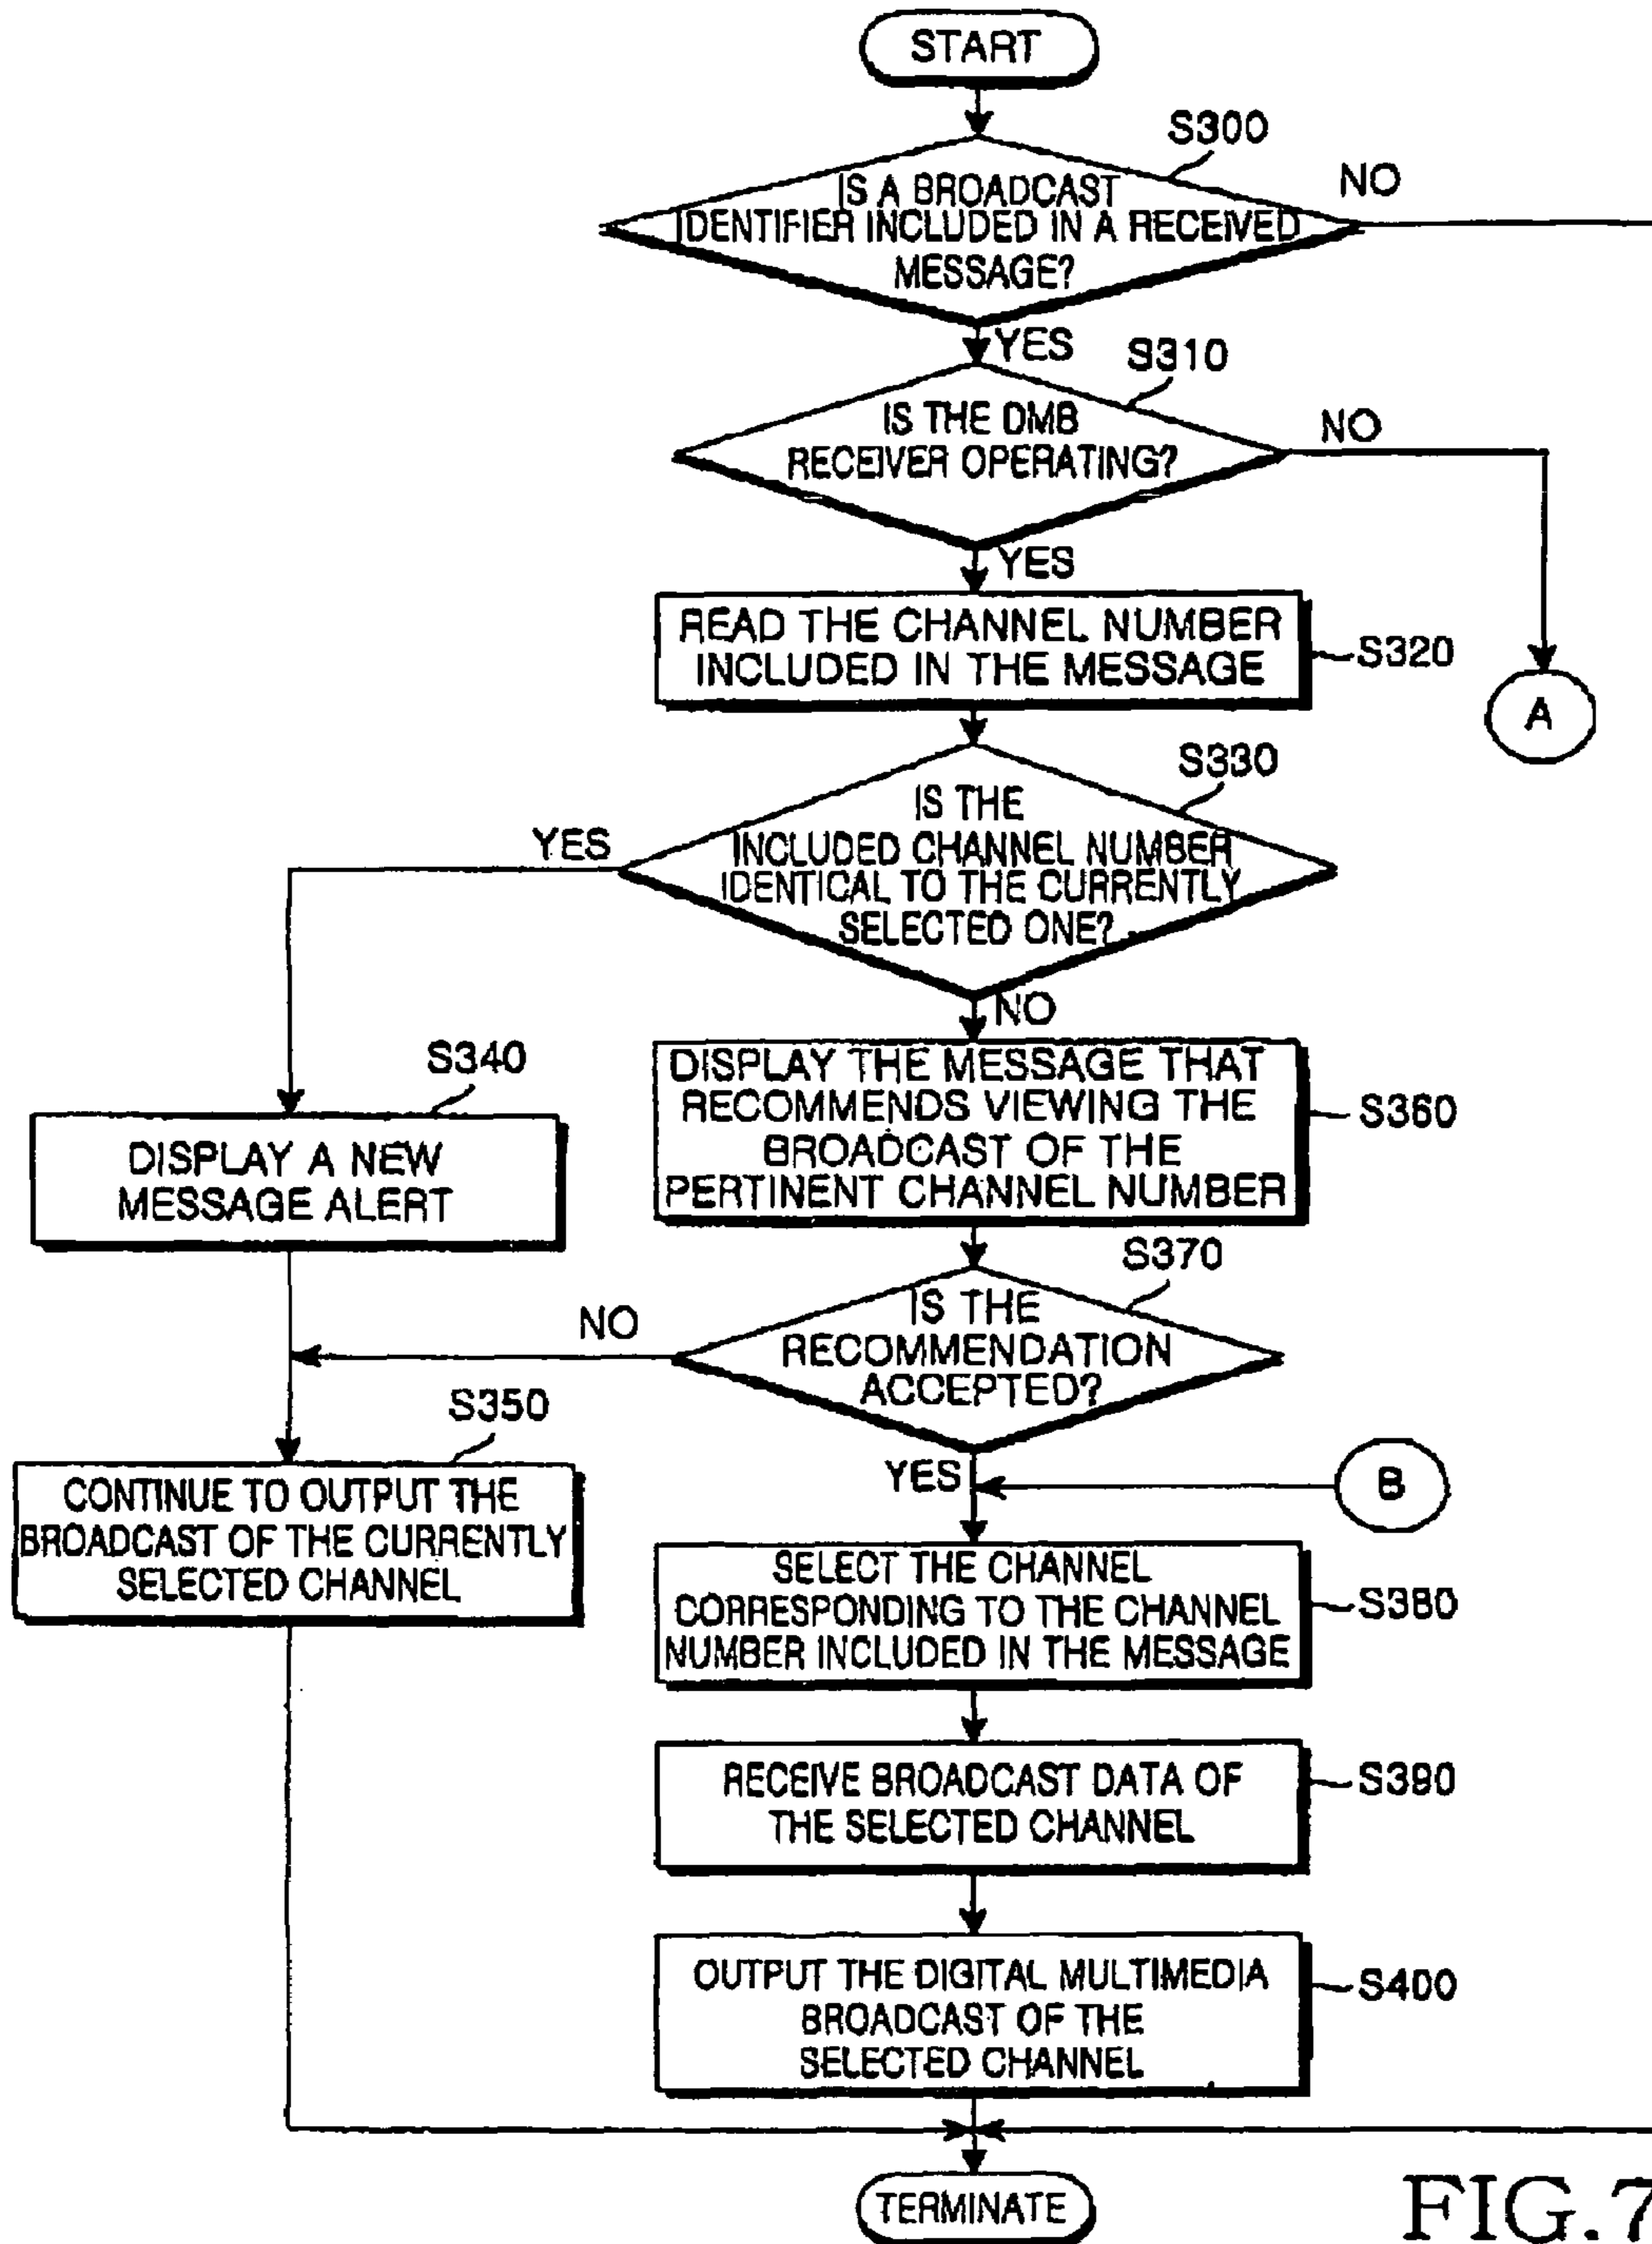 START
S300
NO
IS A BROADCAST
IDENTIFIER INCLUDED IN A RECEIVED
MESSAGE?
YES
S310
IS THE DMB
RECEIVER OPERATING?
NO
YES
READ THE CHANNEL NUMBER
INCLUDED IN THE MESSAGE
S320
A
S330
IS THE
INCLUDED CHANNEL NUMBER
IDENTICAL TO THE CURRENTLY
SELECTED ONE?
YES
NO
S340
DISPLAY A NEW
MESSAGE ALERT
DISPLAY THE MESSAGE THAT
RECOMMENDS VIEWING THE
BROADCAST OF THE
PERTINENT CHANNEL NUMBER
S360
S370
IS THE
RECOMMENDATION
ACCEPTED?
NO
S350
CONTINUE TO OUTPUT THE
BROADCAST OF THE CURRENTLY
SELECTED CHANNEL
YES
B
SELECT THE CHANNEL
CORRESPONDING TO THE CHANNEL
NUMBER INCLUDED IN THE MESSAGE
S380
RECEIVE BROADCAST DATA OF
THE SELECTED CHANNEL
S390
OUTPUT THE DIGITAL MULTIMEDIA
BROADCAST OF THE
SELECTED CHANNEL
S400
TERMINATE
FIG.7